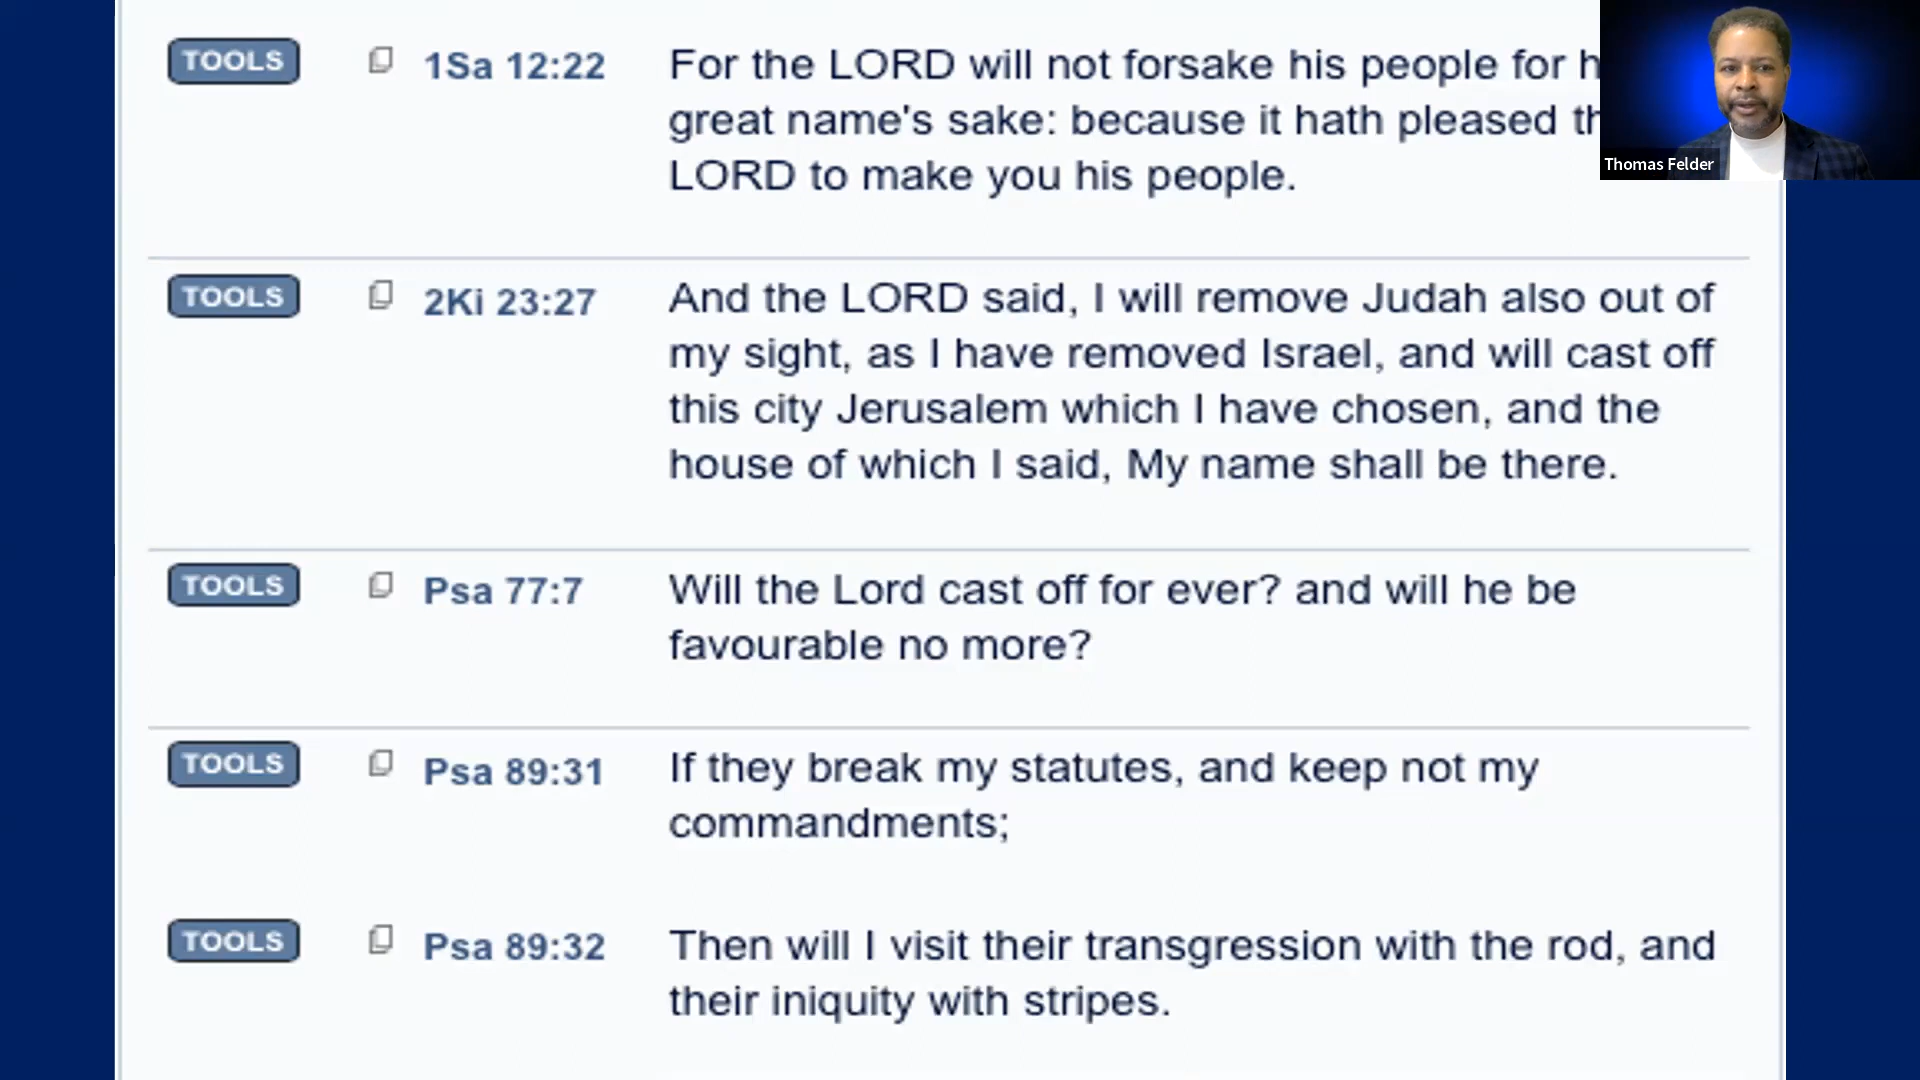 TOOLS 1Sa 12:22 For the LORD will not forsake his people for
great name's sake: because it hath pleased
LORD to make you his people.
Thomas Felder
TOOLS 2Ki 23:27 And the LORD said, I will remove Judah also out of
my sight, as I have removed Israel, and will cast off
this city Jerusalem which I have chosen, and the
house of which I said, My name shall be there.
TOOLS Psa 77:7 Will the Lord cast off for ever? and will he be
favourable no more?
TOOLS Psa 89:31 If they break my statutes, and keep not my
commandments;
TOOLS Psa 89:32 Then will I visit their transgression with the rod, and
their iniquity with stripes.